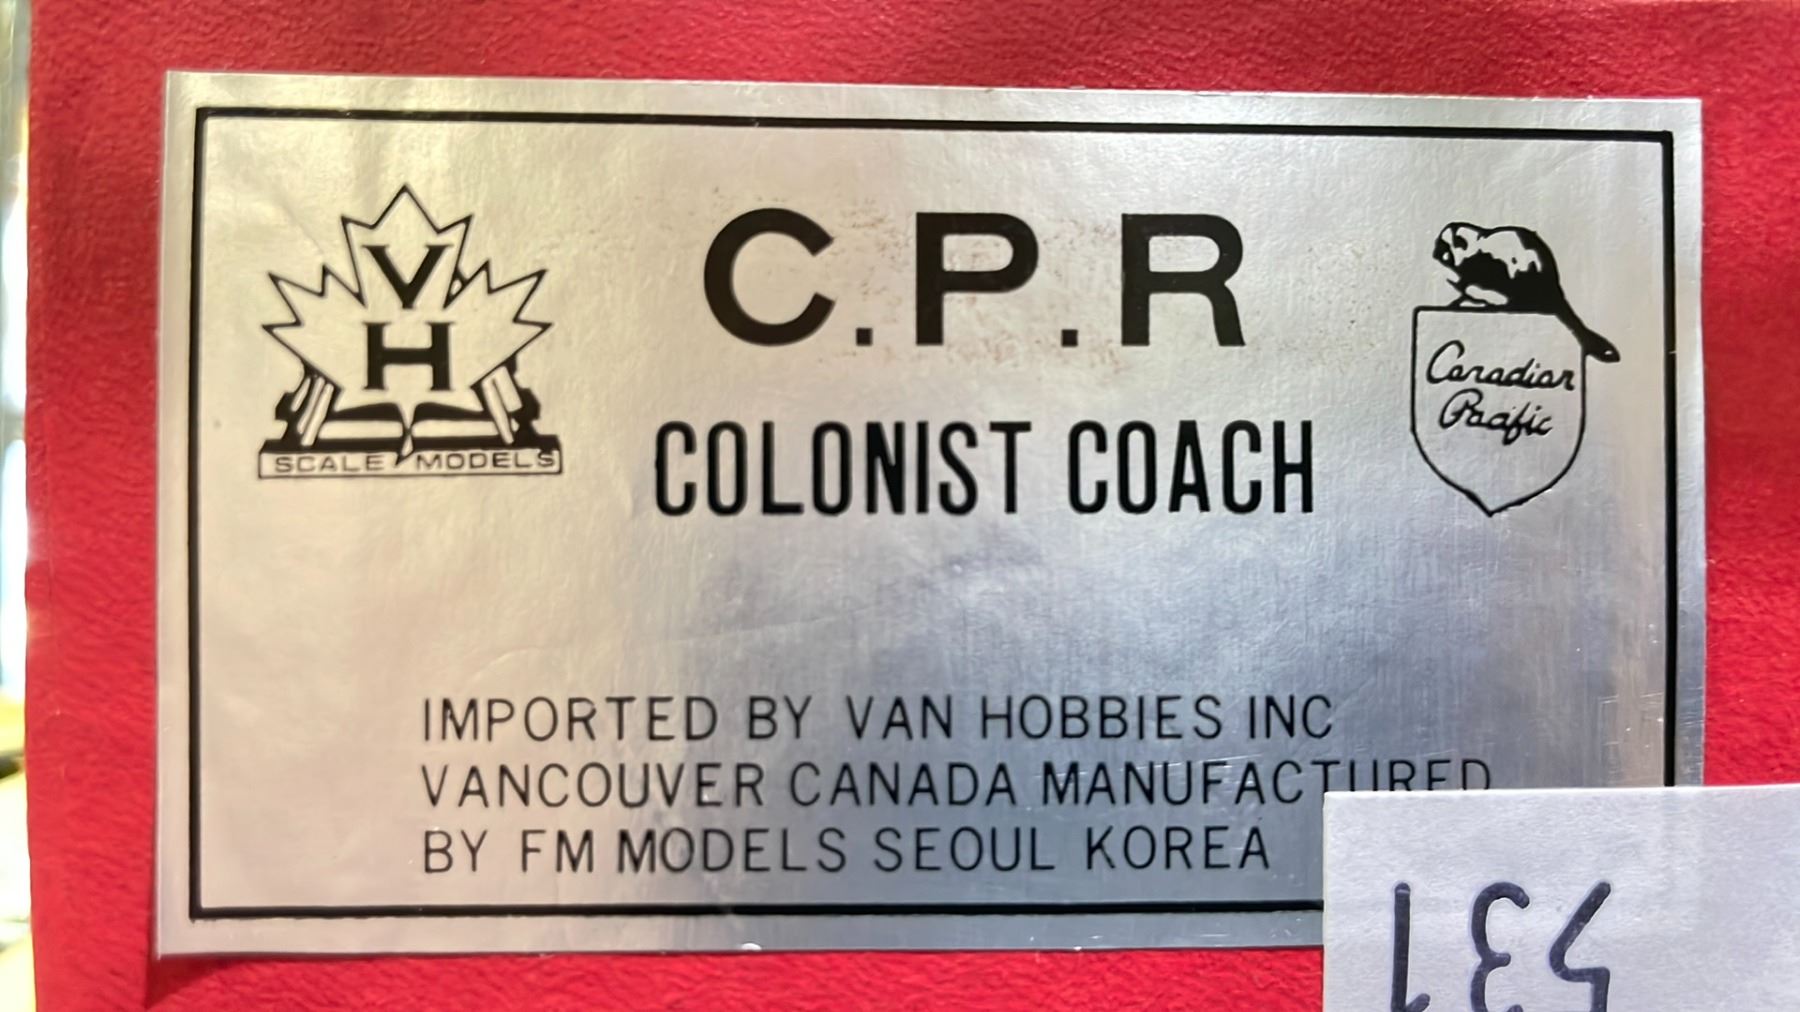 V
H
SCALE MODELS
C.P.R
COLONIST COACH
Canadian
Pacific
IMPORTED BY VAN HOBBIES INC
VANCOUVER CANADA MANUFACTURED
BY FM MODELS SEOUL KOREA
531